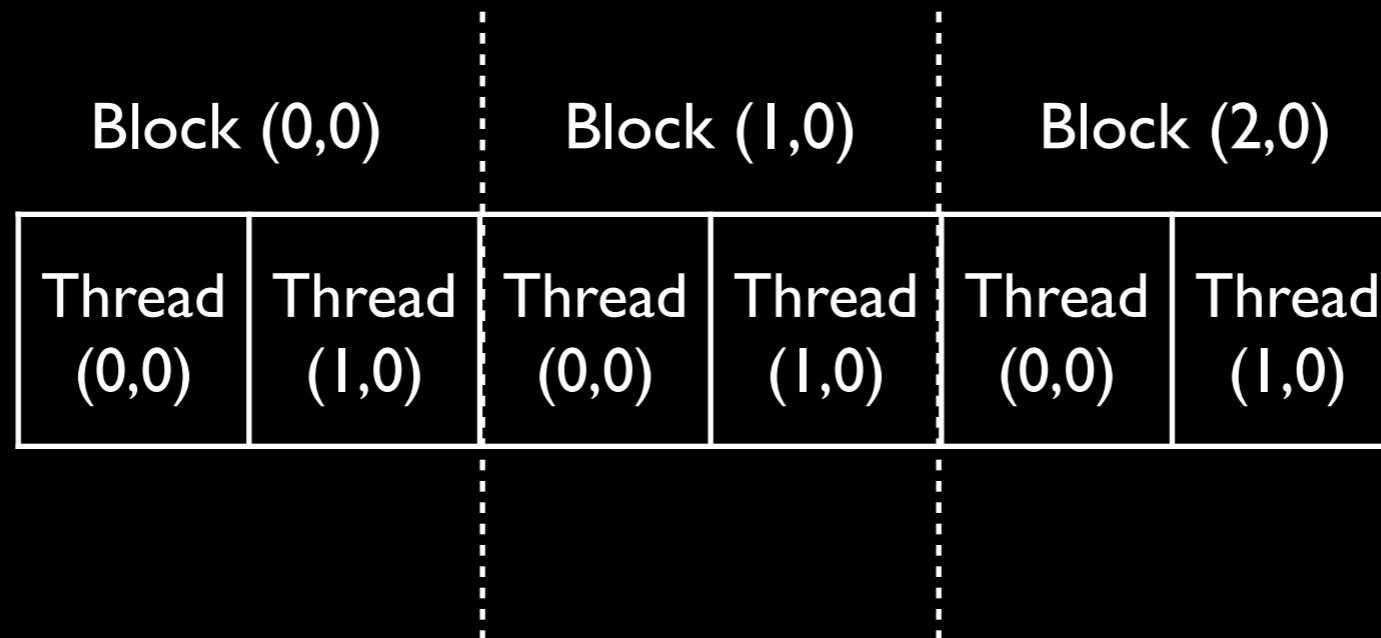 Block (0,0) Block (1,0) Block (2,0)
Thread Thread Thread Thread Thread Thread
(0,0) (1,0) (0,0) (1,0) (0,0) (1,0)